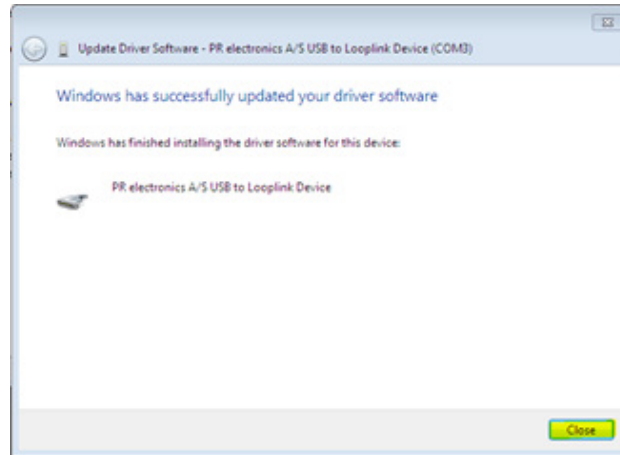 Update Driver Software - PR electronics A/S USB to Looplink Device (COM3)
Windows has successfully updated your driver software
Windows has finished installing the driver software for this device:
PR electronics A/S USB to Looplink Device
Close